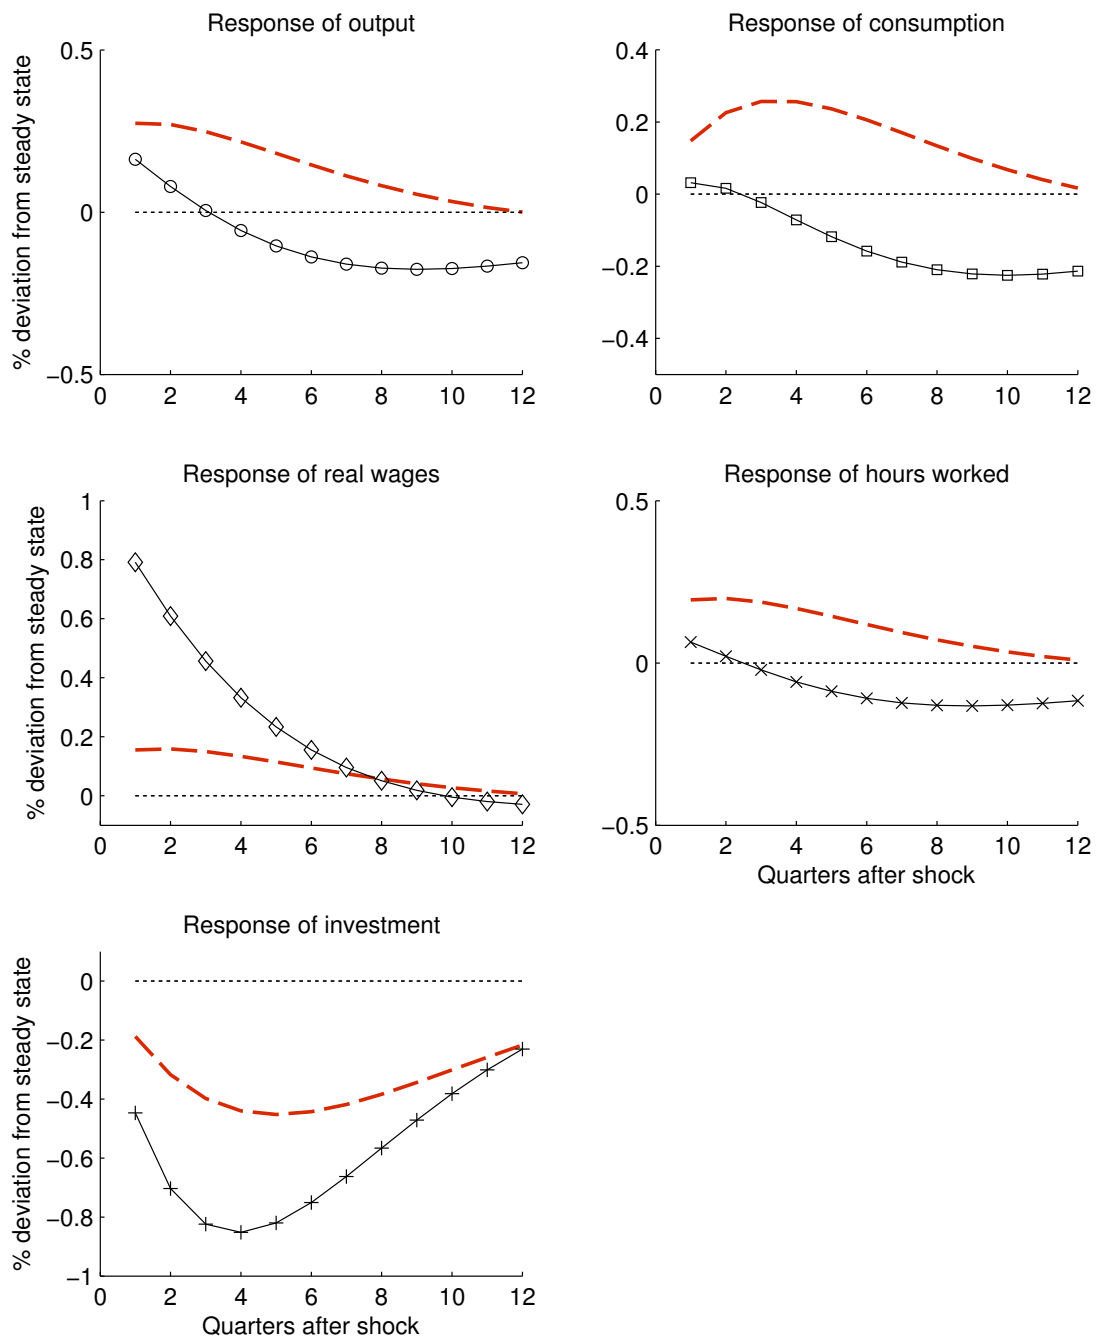 Response of output
% deviation from steady state
0.5
0
−0.5
0 2 4 6 8 10 12
Response of consumption
0.4
0.2
0
−0.2
−0.4
0 2 4 6 8 10 12
Response of real wages
% deviation from steady state
1
0.8
0.6
0.4
0.2
0
0 2 4 6 8 10 12
Response of hours worked
0.5
0
−0.5
0 2 4 6 8 10 12
Quarters after shock
Response of investment
% deviation from steady state
0
−0.2
−0.4
−0.6
−0.8
−1
0 2 4 6 8 10 12
Quarters after shock